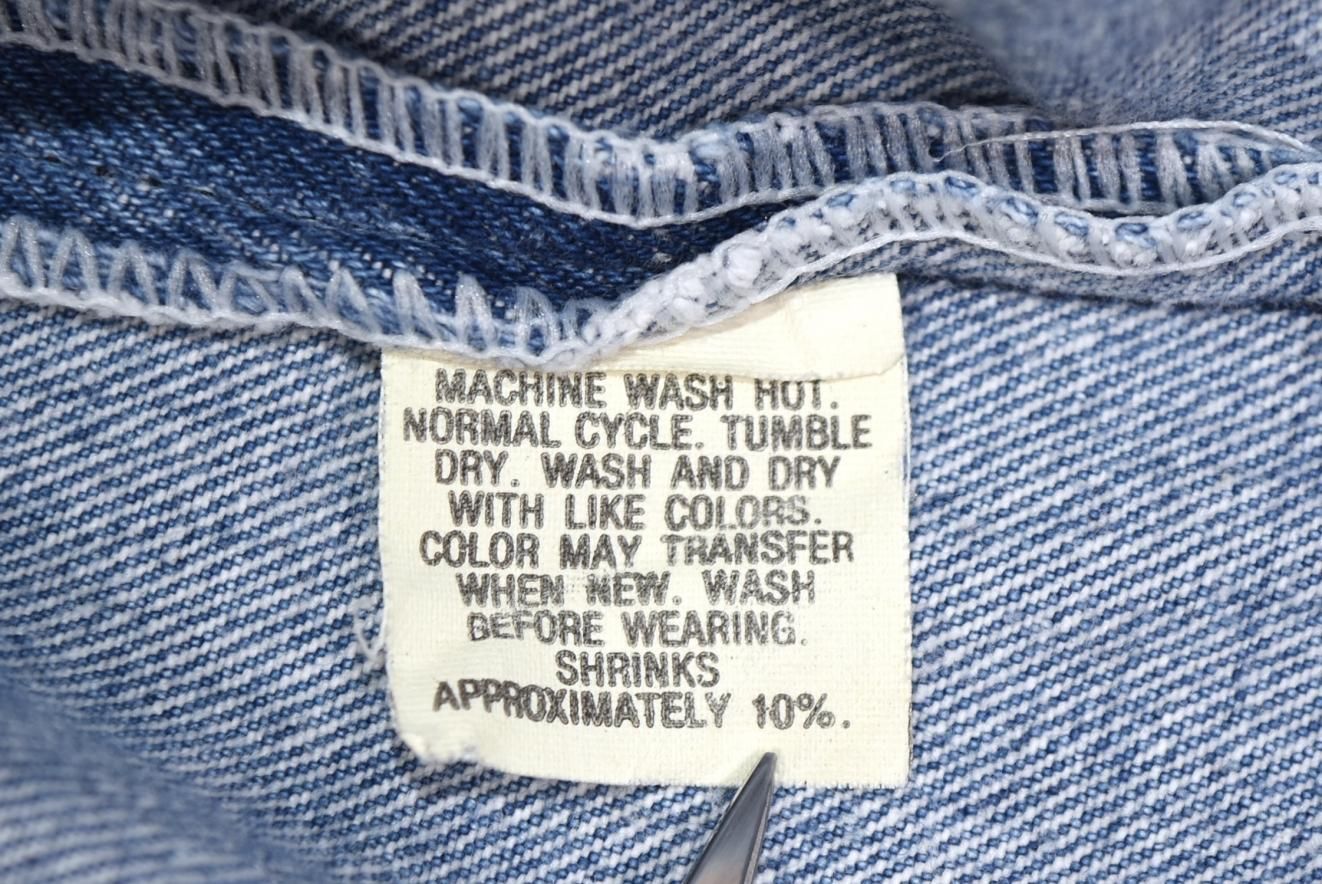 MACHINE WASH HOT.
NORMAL CYCLE. TUMBLE
DRY. WASH AND DRY
WITH LIKE COLORS.
COLOR MAY TRANSFER
WHEN NEW. WASH
BEFORE WEARING.
SHRINKS
APPROXIMATELY 10%.